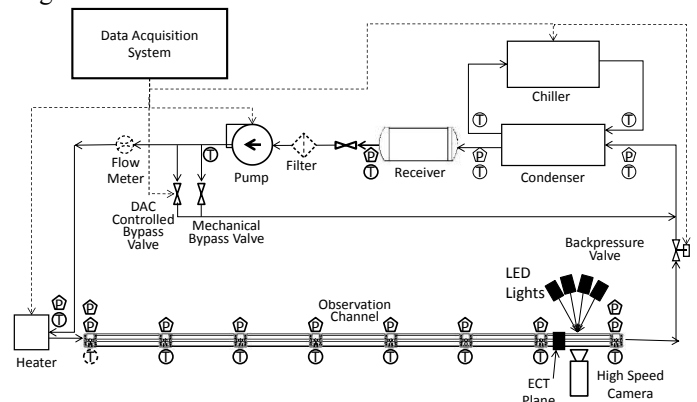 Data Acquisition
System
Chiller
T
T
T
Flow
Meter
Pump
Filter
P
T
Receiver
P
T
Condenser
P
T
DAC
Controlled
Bypass
Valve
Mechanical
Bypass Valve
Backpressure
Valve
LED
Lights
P
T
Heater
Observation
Channel
P
P
P
P
P
P
P
P
P
P
T
T
T
T
T
T
T
T
ECT
Plane
High Speed
Camera